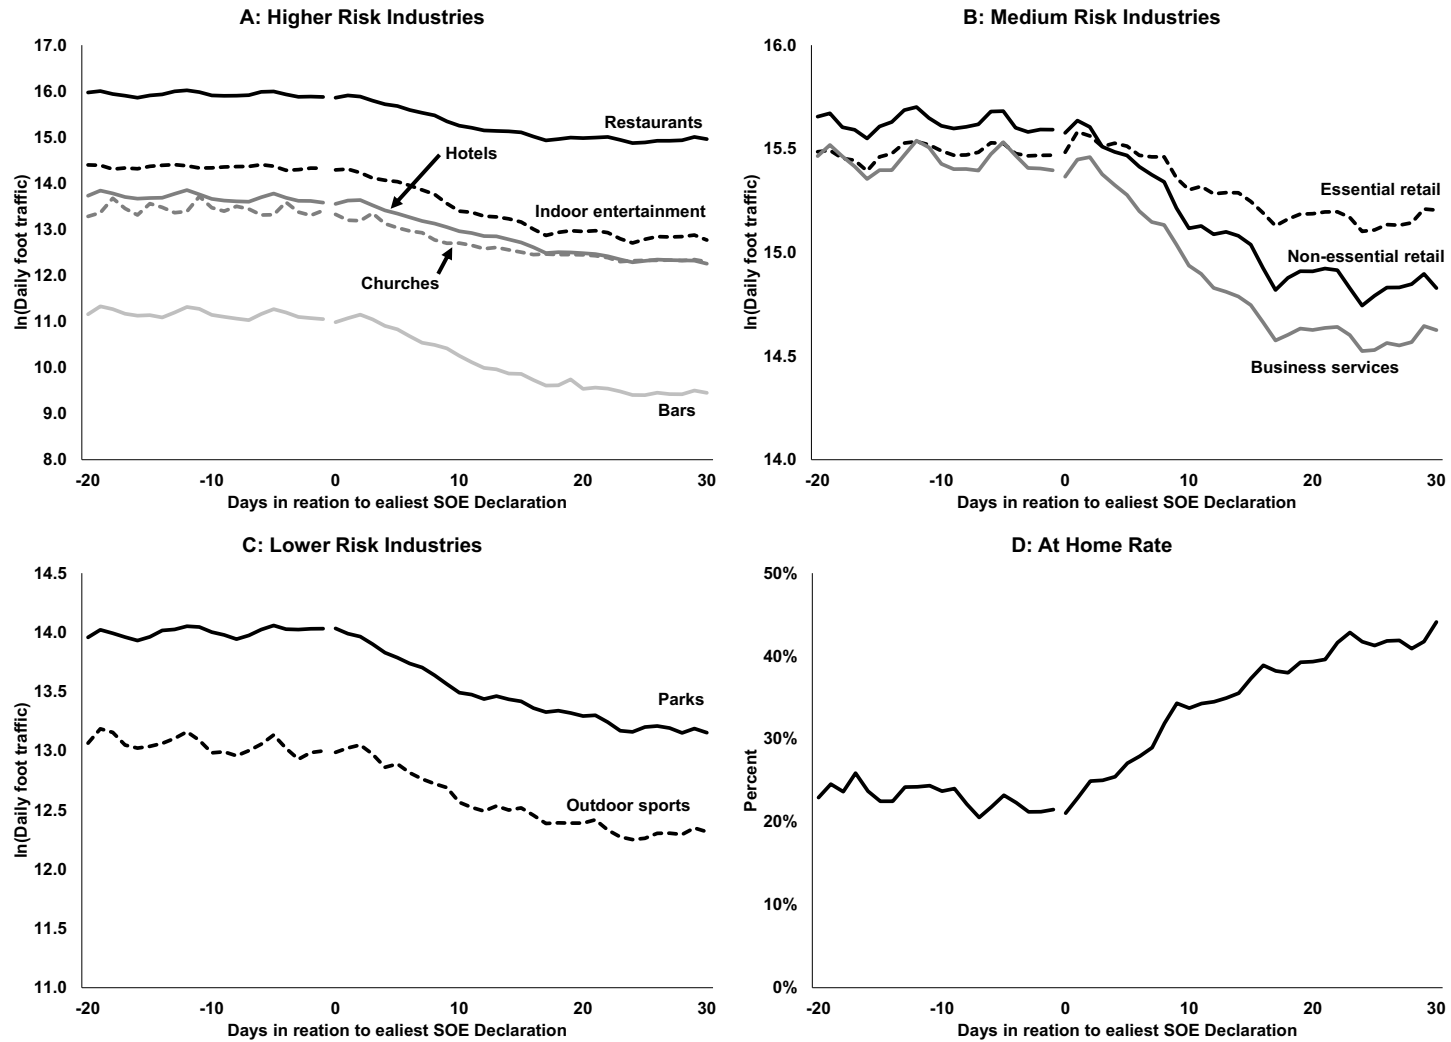 A: Higher Risk Industries
ln(Daily foot traffic)
17.0
16.0
15.0
14.0
13.0
12.0
11.0
10.0
9.0
8.0
Restaurants
Hotels
Indoor entertainment
Churches
Bars
-20 -10 0 10 20 30
Days in reation to ealiest SOE Declaration
B: Medium Risk Industries
ln(Daily foot traffic)
16.0
15.5
15.0
14.5
14.0
Essential retail
Non-essential retail
Business services
-20 -10 0 10 20 30
Days in reation to ealiest SOE Declaration
C: Lower Risk Industries
ln(Daily foot traffic)
14.5
14.0
13.5
13.0
12.5
12.0
11.5
11.0
Parks
Outdoor sports
-20 -10 0 10 20 30
Days in reation to ealiest SOE Declaration
D: At Home Rate
Percent
50%
40%
30%
20%
10%
0%
-20 -10 0 10 20 30
Days in reation to ealiest SOE Declaration